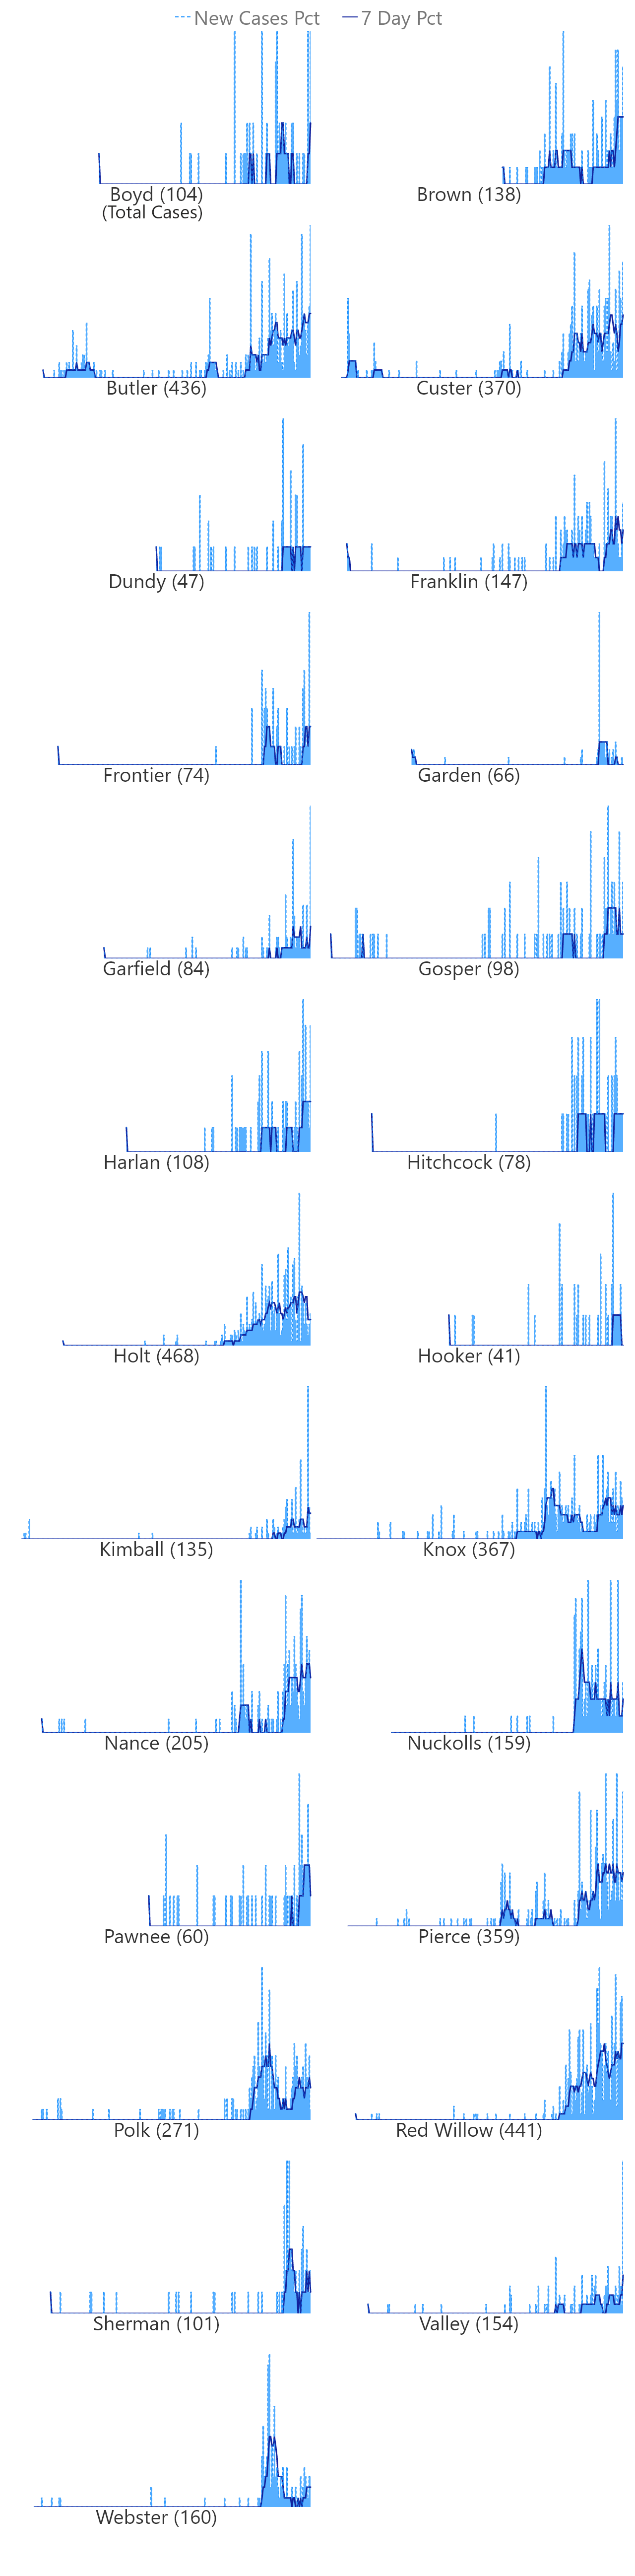 New Cases Pct 7 Day Pct
Boyd (104) Brown (138)
(Total Cases)
Butler (436) Custer (370)
Dundy (47) Franklin (147)
Frontier (74) Garden (66)
Garfield (84) Gosper (98)
Harlan (108) Hitchcock (78)
Holt (468) Hooker (41)
Kimball (135) Knox (367)
Nance (205) Nuckolls (159)
Pawnee (60) Pierce (359)
Polk (271) Red Willow (441)
Sherman (101) Valley (154)
Webster (160)